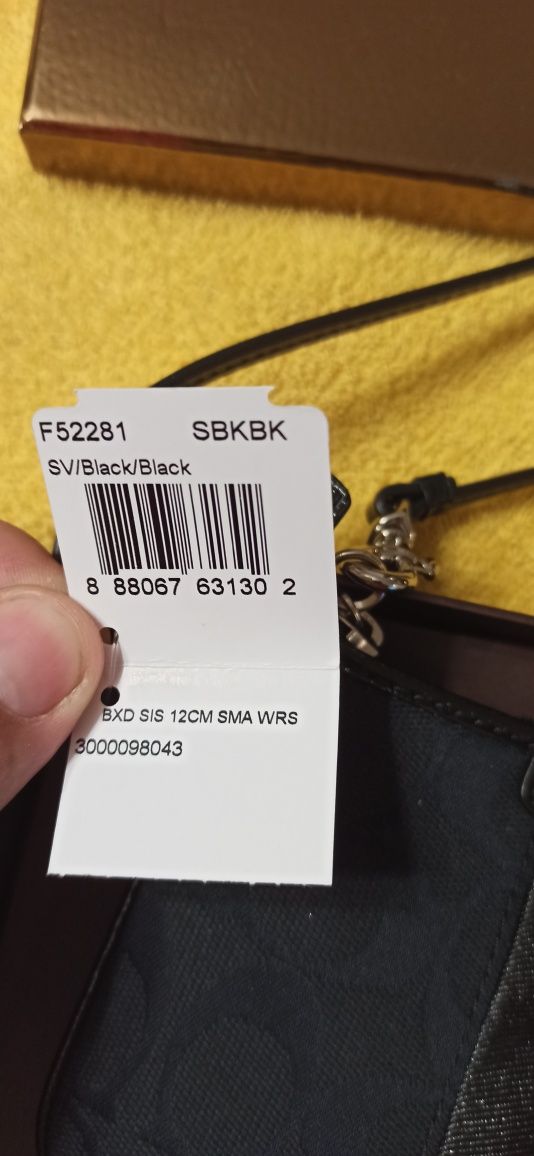 F52281 SBKBK
SV/Black/Black
8 88067 63130 2
BXD SIS 12CM SMA WRS
3000098043